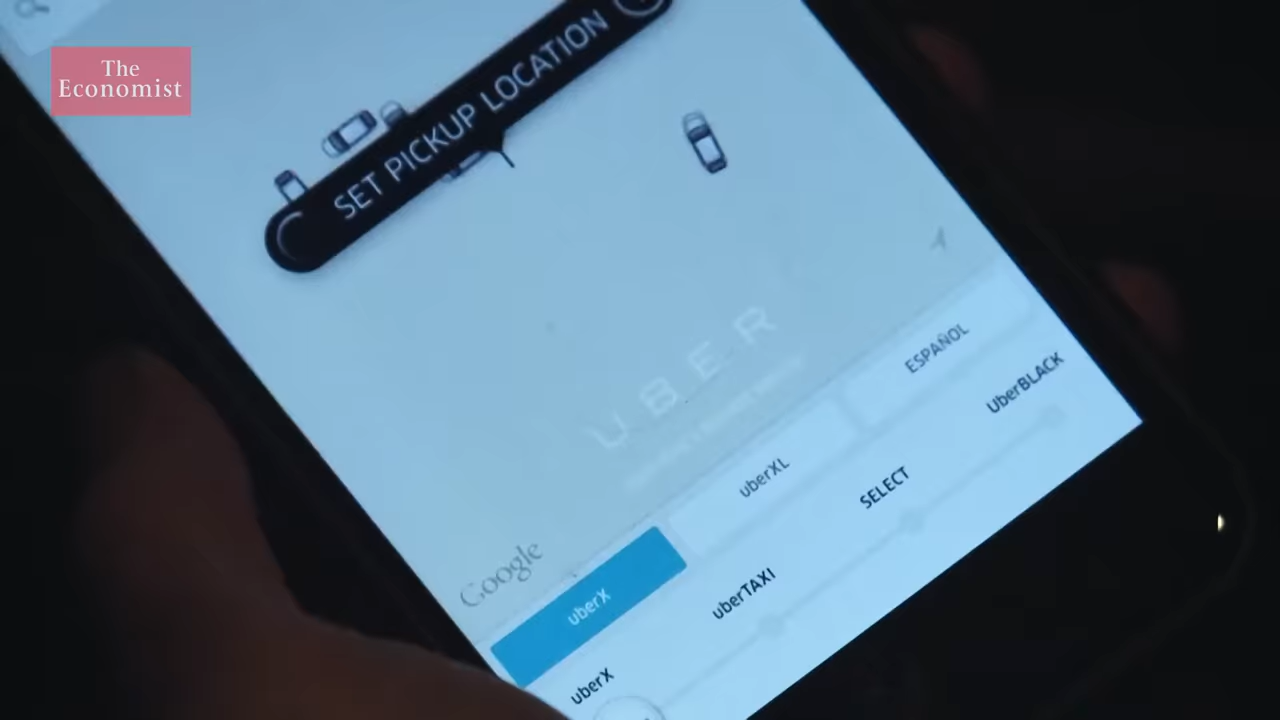 The
Economist
SET PICKUP LOCATION
UBER
Google
uberX
uberXL
ESPAÑOL
uberX
uberTAXI
SELECT
UberBLACK